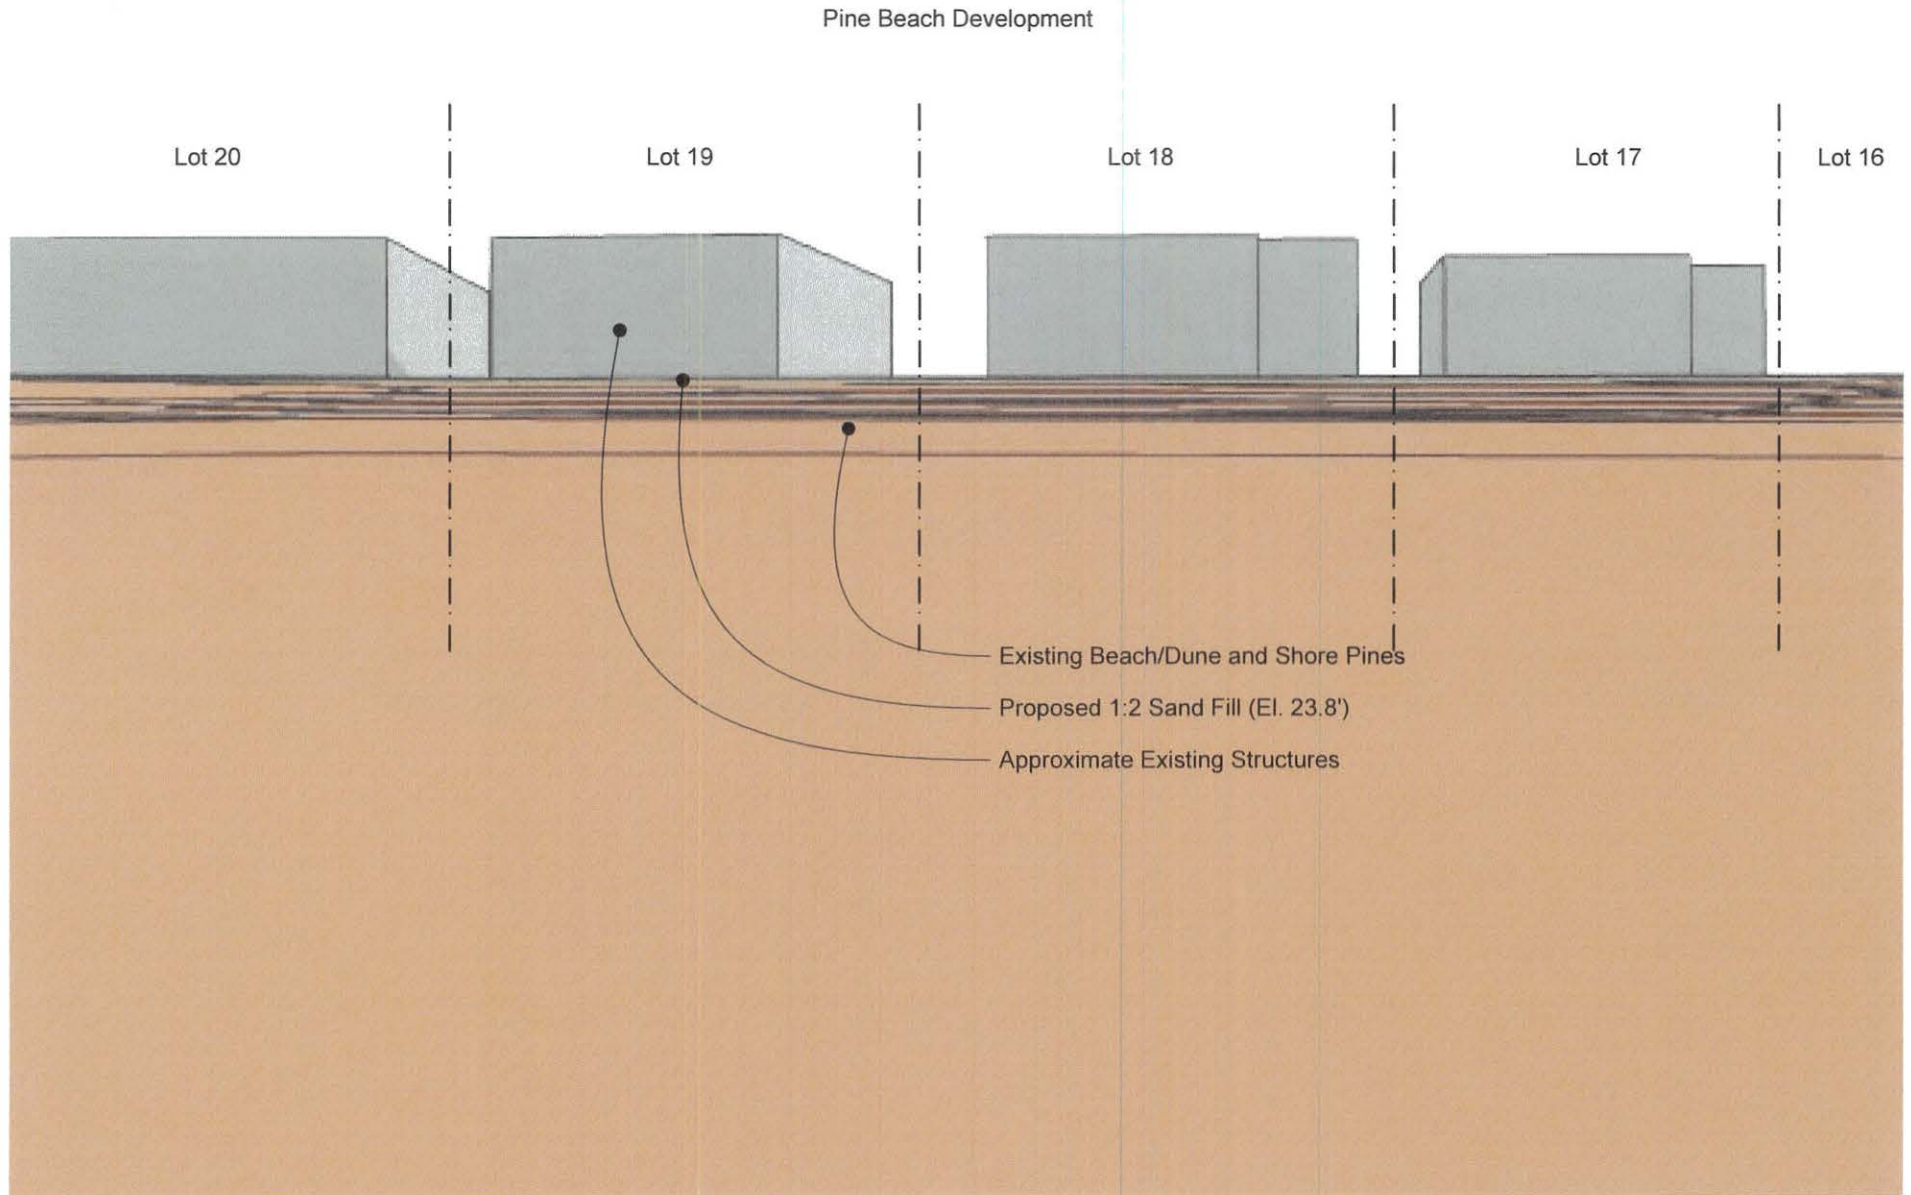 Pine Beach Development
Lot 20
Lot 19
Lot 18
Lot 17
Lot 16
Existing Beach/Dune and Shore Pines
Proposed 1:2 Sand Fill (El. 23.8')
Approximate Existing Structures